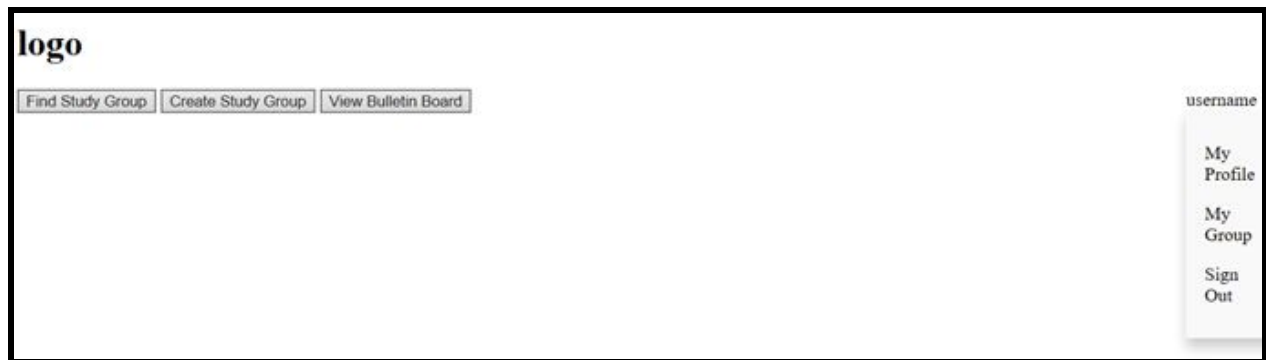 logo
Find Study Group Create Study Group View Bulletin Board username
My
Profile
My
Group
Sign
Out